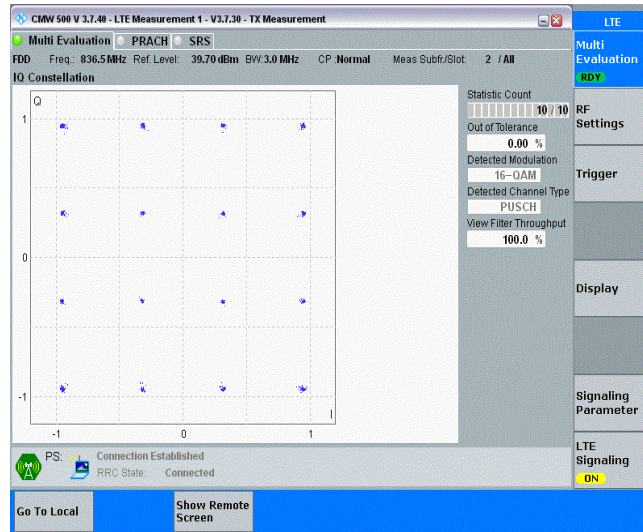 CMW 500 V 3.7.40 - LTE Measurement 1 - V3.7.30 - TX Measurement
LTE
Multi Evaluation PRACH SRS
Multi
Evaluation
RDY
FDD Freq.: 836.5 MHz Ref. Level: 39.70 dBm BW:3.0 MHz CP :Normal Meas Subfr./Slot: 2 / All
IQ Constellation
Q
1
0
-1
-1
0
1
I
Statistic Count
10 / 10
Out of Tolerance
0.00 %
Detected Modulation
16-QAM
Detected Channel Type
PUSCH
View Filter Throughput
100.0 %
RF
Settings
Trigger
Display
Signaling
Parameter
LTE
Signaling
ON
PS: Connection Established
RRC State: Connected
Go To Local
Show Remote
Screen